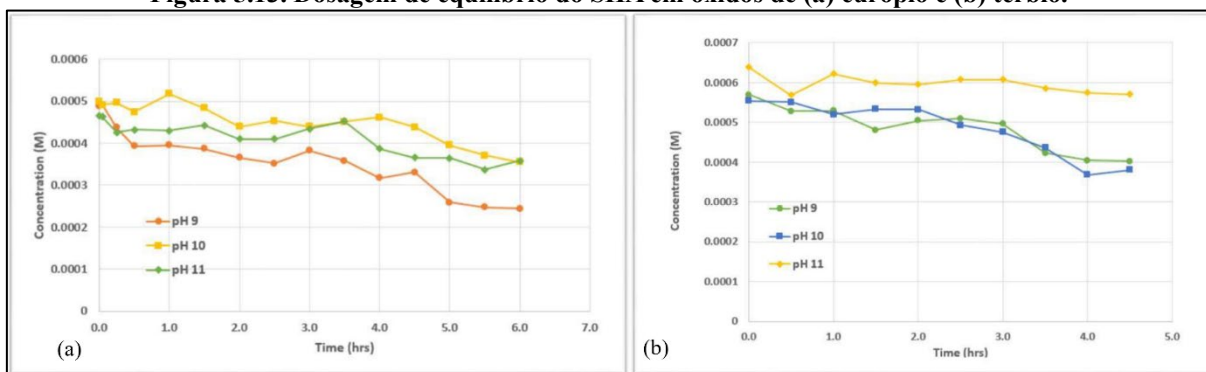 Figura 5.15. Dosagem de equilíbrio do SHA em óxidos de (a) európio e (b) térbio.
0.0006
0.0005
0.0004
0.0003
0.0002
0.0001
0
Concentration (M)
pH 9
pH 10
pH 11
0.0
1.0
2.0
3.0
4.0
5.0
6.0
7.0
Time (hrs)
(a)
0.0007
0.0006
0.0005
0.0004
0.0003
0.0002
0.0001
0
Concentration (M)
pH 9
pH 10
pH 11
0.0
1.0
2.0
3.0
4.0
5.0
Time (hrs)
(b)